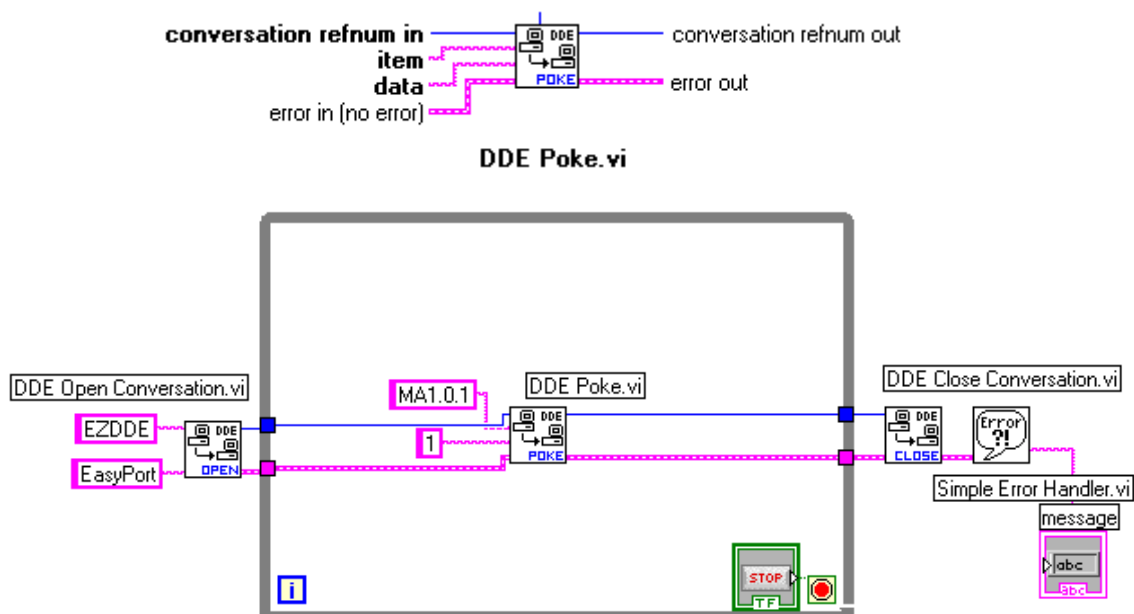 conversation refnum in
item
data
error in (no error)
DDE
POKE
conversation refnum out
error out
DDE Poke.vi
DDE Open Conversation.vi
EZDDE
EasyPort
DDE
OPEN
MA1.0.1
1
DDE Poke.vi
DDE
POKE
DDE Close Conversation.vi
DDE
CLOSE
Error
?!
Simple Error Handler.vi
message
abc
abc
i
STOP
TF